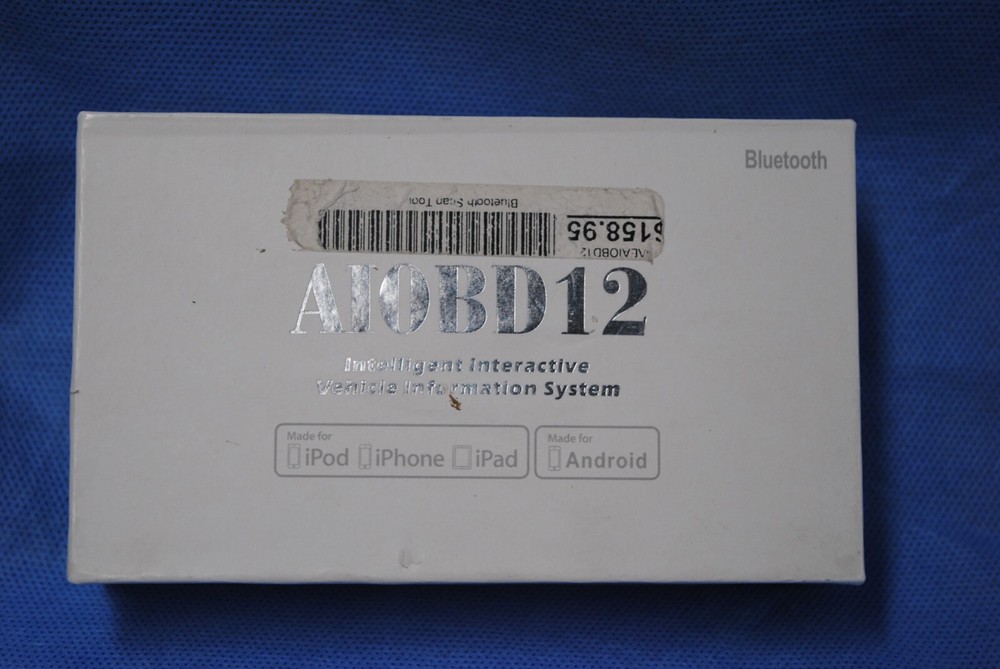 Bluetooth
Bluetooth Scan Tool
$158.95
AEAIOBD12
AIOBD12
Intelligent Interactive
Vehicle Information System
Made for
iPod iPhone iPad
Made for
Android